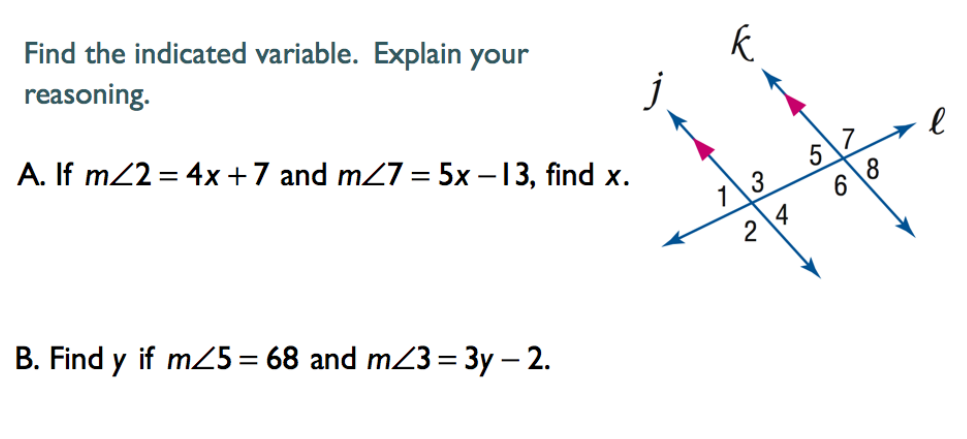 Find the indicated variable. Explain your
reasoning.
k
j
ℓ
A. If m∠2 = 4x + 7 and m∠7 = 5x – 13, find x.
5 7
6 8
1 3
2 4
B. Find y if m∠5 = 68 and m∠3 = 3y – 2.